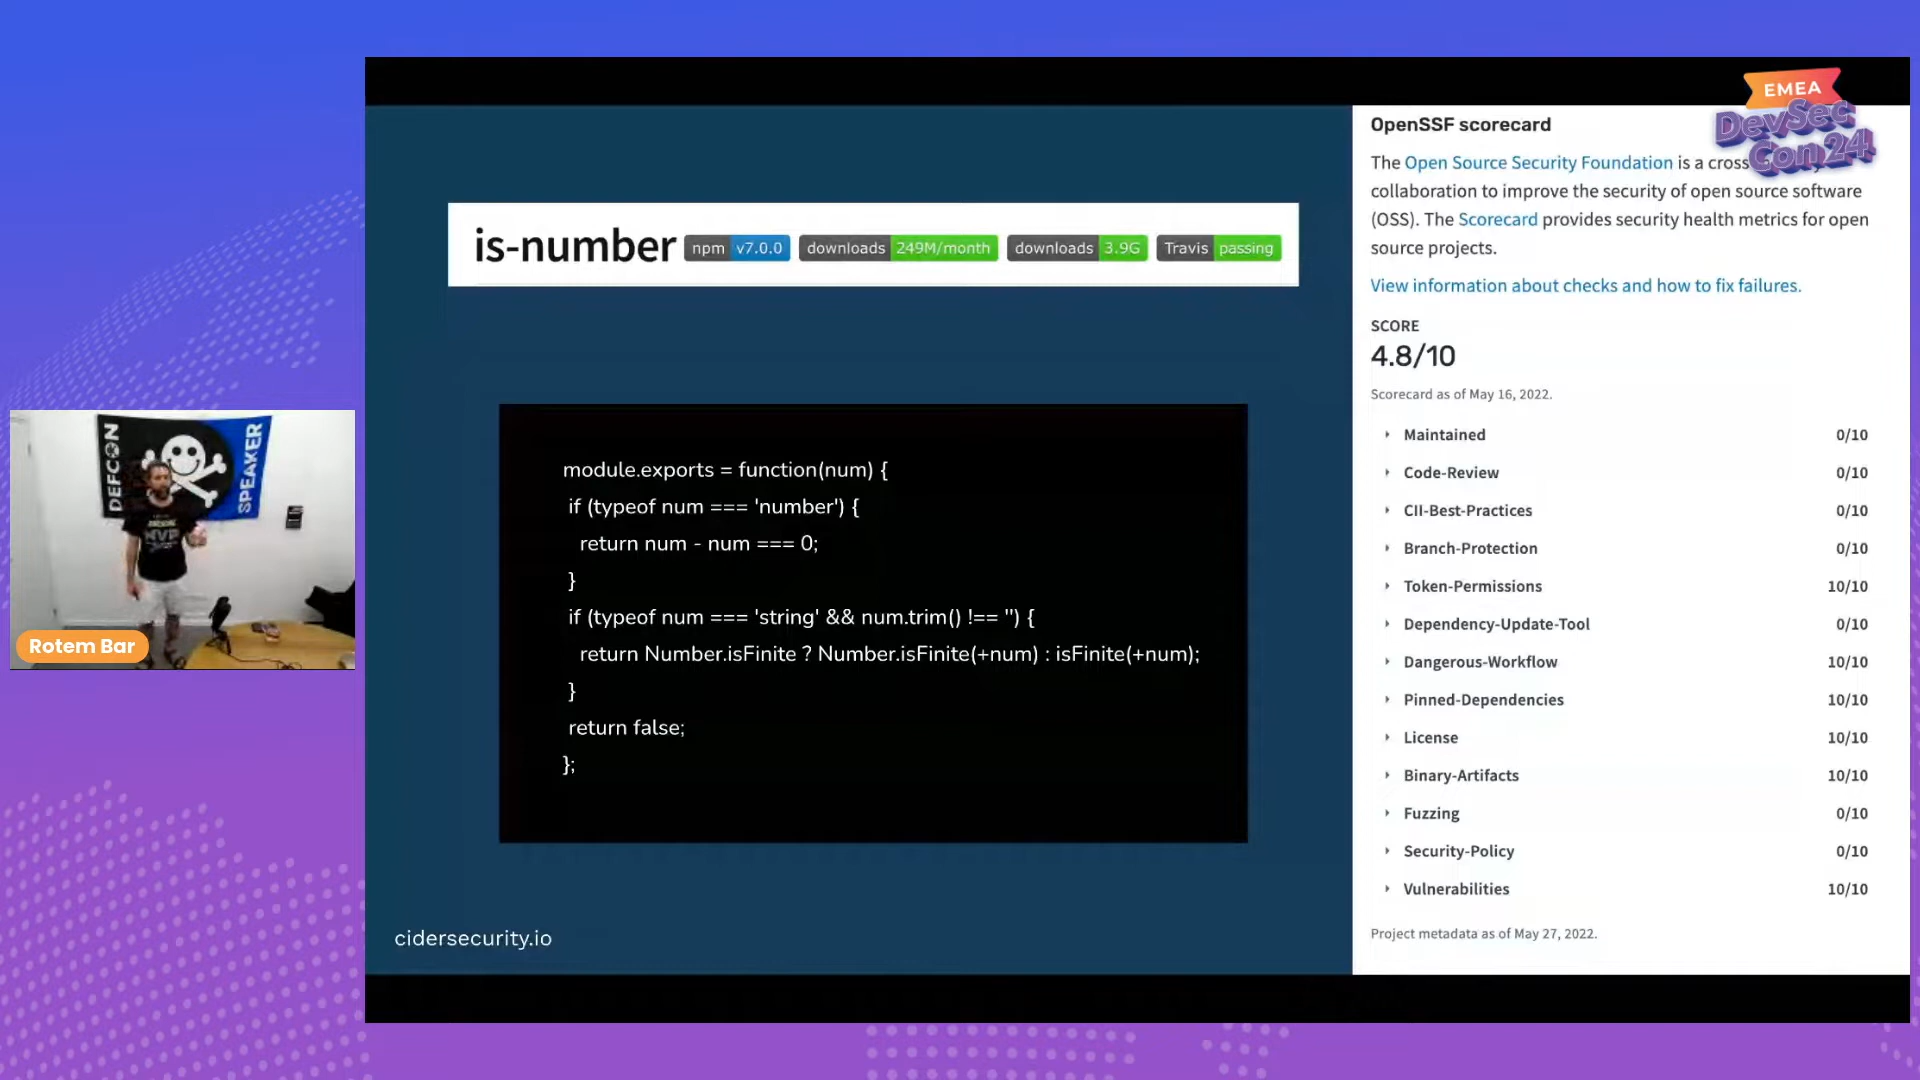 EMEA
DevSec
Con24
OpenSSF scorecard
The Open Source Security Foundation is a cross
collaboration to improve the security of open source software
(OSS). The Scorecard provides security health metrics for open
source projects.
View information about checks and how to fix failures.
SCORE
4.8/10
Scorecard as of May 16, 2022.
Maintained 0/10
Code-Review 0/10
CII-Best-Practices 0/10
Branch-Protection 0/10
Token-Permissions 10/10
Dependency-Update-Tool 0/10
Dangerous-Workflow 10/10
Pinned-Dependencies 10/10
License 10/10
Binary-Artifacts 10/10
Fuzzing 0/10
Security-Policy 0/10
Vulnerabilities 10/10
Project metadata as of May 27, 2022.
is-number npm v7.0.0 downloads 249M/month downloads 3.9G Travis passing
module.exports = function(num) {
if (typeof num === 'number') {
return num - num === 0;
}
if (typeof num === 'string' && num.trim() !== '') {
return Number.isFinite ? Number.isFinite(+num) : isFinite(+num);
}
return false;
};
cidersecurity.io
DEFCON
SPEAKER
MVP
Rotem Bar